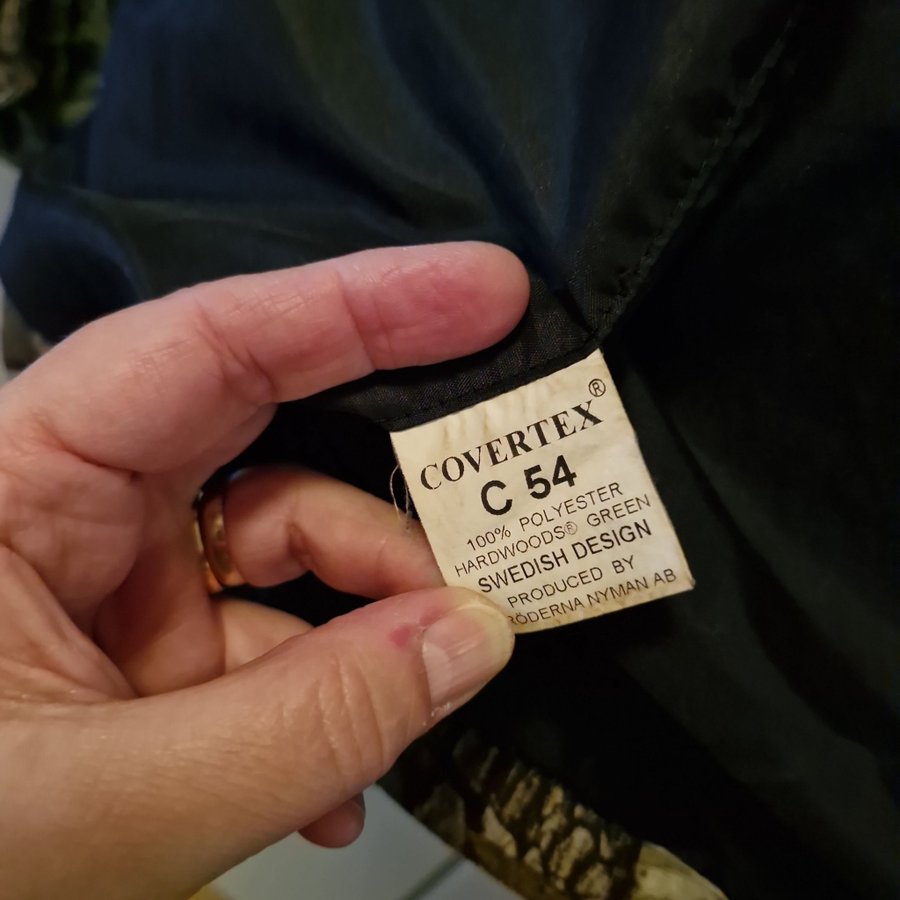 COVERTEX®
C 54
100% POLYESTER
HARDWOODS® GREEN
SWEDISH DESIGN
PRODUCED BY
NYMAN AB